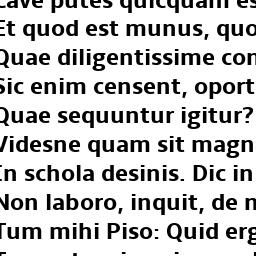 Cave putes quicquam es
Et quod est munus, quo
Quae diligentissime con
Sic enim censent, oport
Quae sequuntur igitur?
Videsne quam sit magn
In schola desinis. Dic in
Non laboro, inquit, de n
Tum mihi Piso: Quid erg